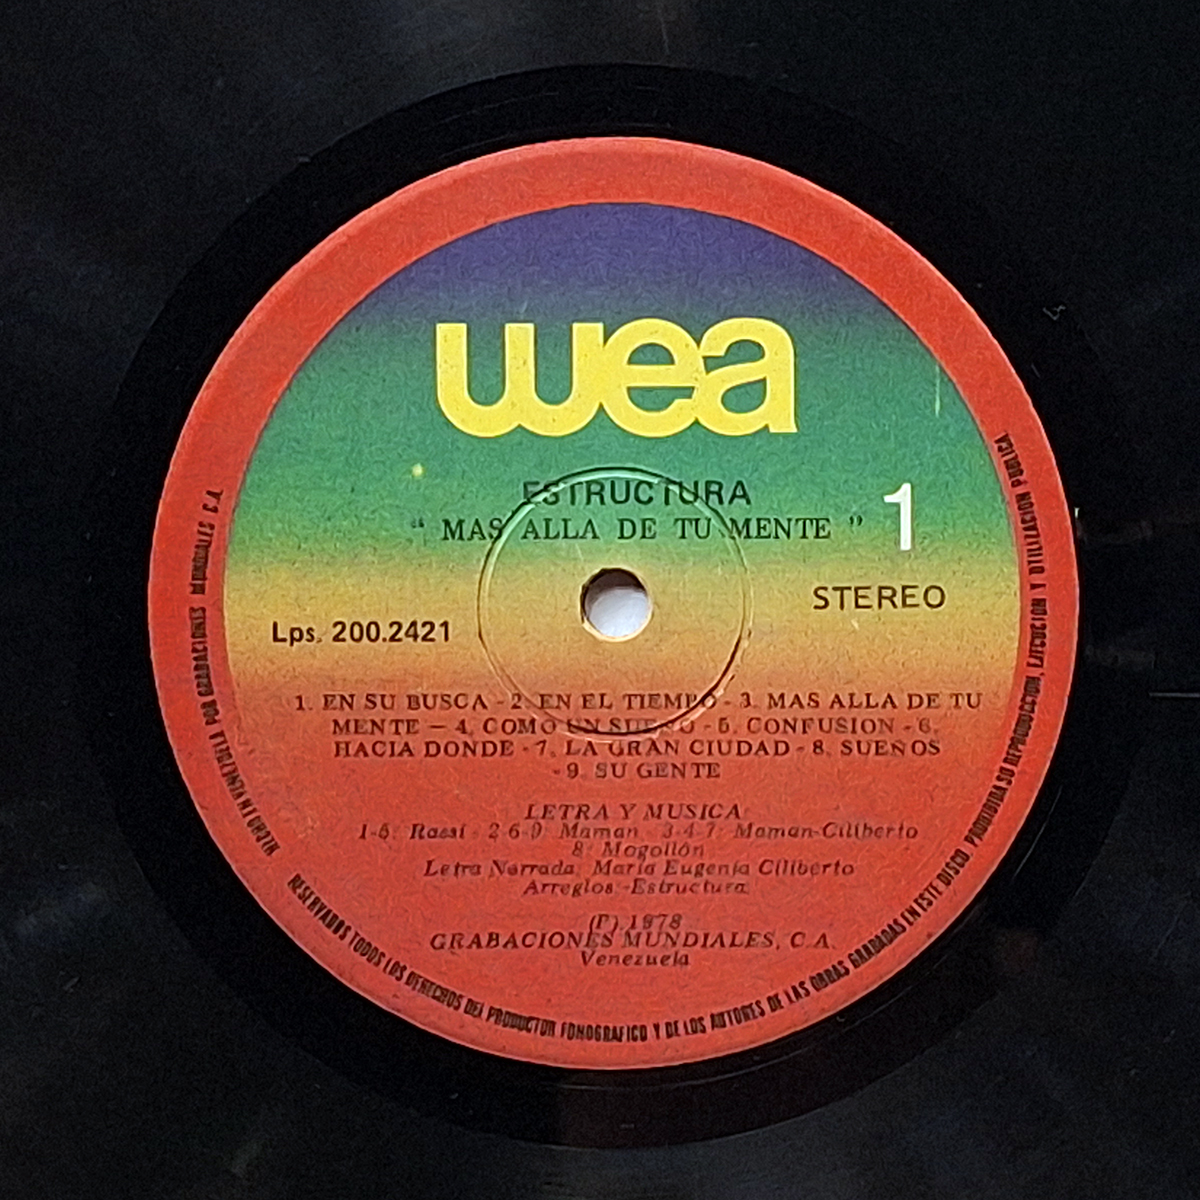 wea
ESTRUCTURA
" MAS ALLA DE TU MENTE "
1
STEREO
Lps. 200.2421
1. EN SU BUSCA - 2. EN EL TIEMPO - 3. MAS ALLA DE TU
MENTE — 4. COMO UN SUEÑO - 5. CONFUSION - 6.
HACIA DONDE - 7. LA GRAN CIUDAD - 8. SUEÑOS
- 9. SU GENTE
LETRA Y MUSICA:
1-5: Rassi - 2-6-9: Maman - 3-4-7: Maman-Ciliberto
8: Mogollón
Letra Narrada: María Eugenia Ciliberto
Arreglos: Estructura
(P) 1978
GRABACIONES MUNDIALES, C.A.
Venezuela
HECHO EN VENEZUELA POR GRABACIONES MUNDIALES C.A.
RESERVADOS TODOS LOS DERECHOS DEL PRODUCTOR FONOGRAFICO Y DE LOS AUTORES DE LAS OBRAS GRABADAS EN ESTE DISCO. PROHIBIDA SO REPRODUCCION, EJECUCION A UTILIZACION PUBLICA